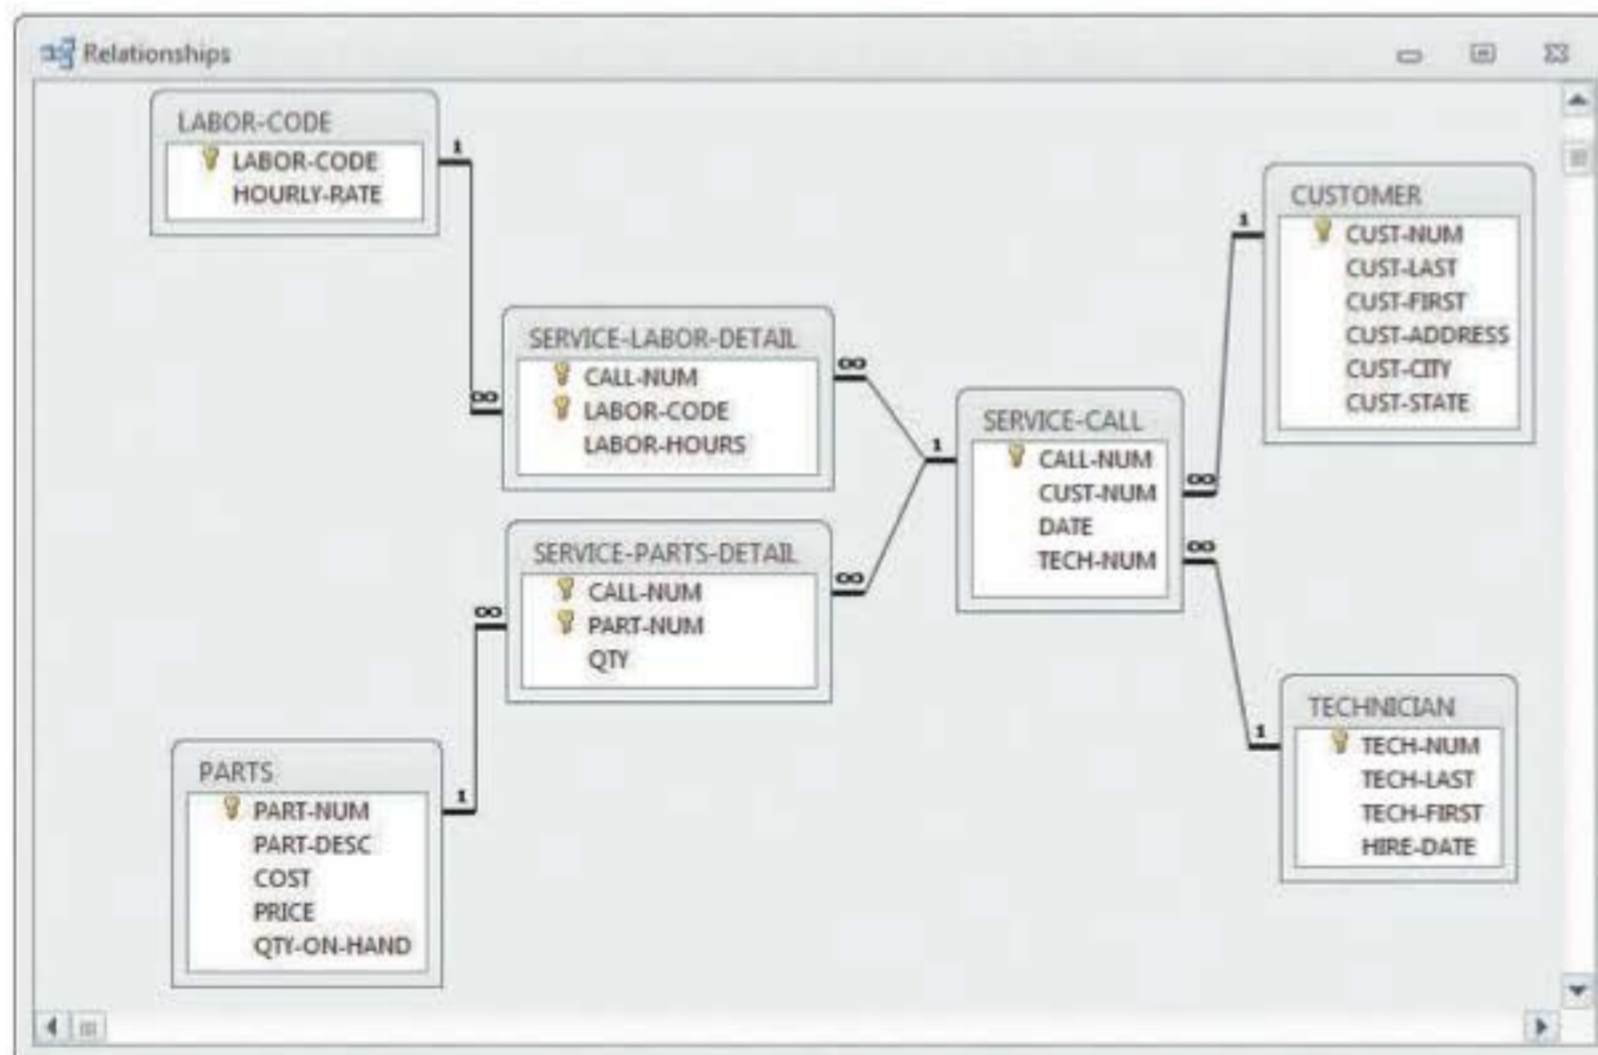 Relationships
LABOR-CODE
LABOR-CODE
HOURLY-RATE
1
∞
SERVICE-LABOR-DETAIL
CALL-NUM
LABOR-CODE
LABOR-HOURS
∞
SERVICE-PARTS-DETAIL
CALL-NUM
PART-NUM
QTY
∞
∞
PARTS
PART-NUM
PART-DESC
COST
PRICE
QTY-ON-HAND
1
1
SERVICE-CALL
CALL-NUM
CUST-NUM
DATE
TECH-NUM
∞
∞
CUSTOMER
CUST-NUM
CUST-LAST
CUST-FIRST
CUST-ADDRESS
CUST-CITY
CUST-STATE
1
TECHNICIAN
TECH-NUM
TECH-LAST
TECH-FIRST
HIRE-DATE
1